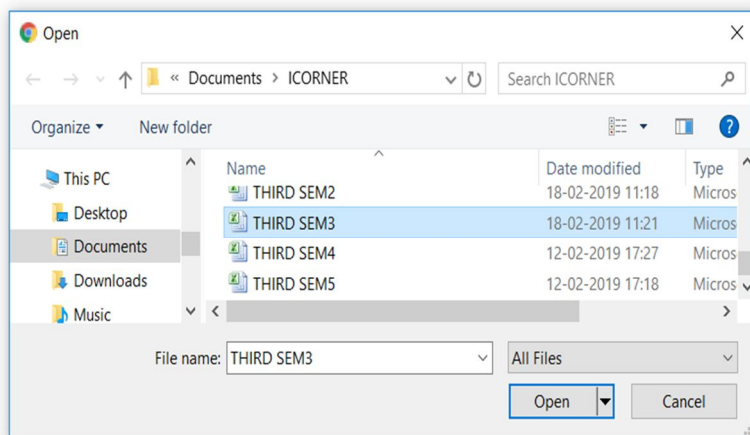 Open
« Documents > ICORNER
Search ICORNER
Organize
New folder
This PC
Desktop
Documents
Downloads
Music
Name
Date modified
Type
THIRD SEM2
18-02-2019 11:18
Micros
THIRD SEM3
18-02-2019 11:21
Micros
THIRD SEM4
12-02-2019 17:27
Micros
THIRD SEM5
12-02-2019 17:18
Micros
File name: THIRD SEM3
All Files
Open
Cancel